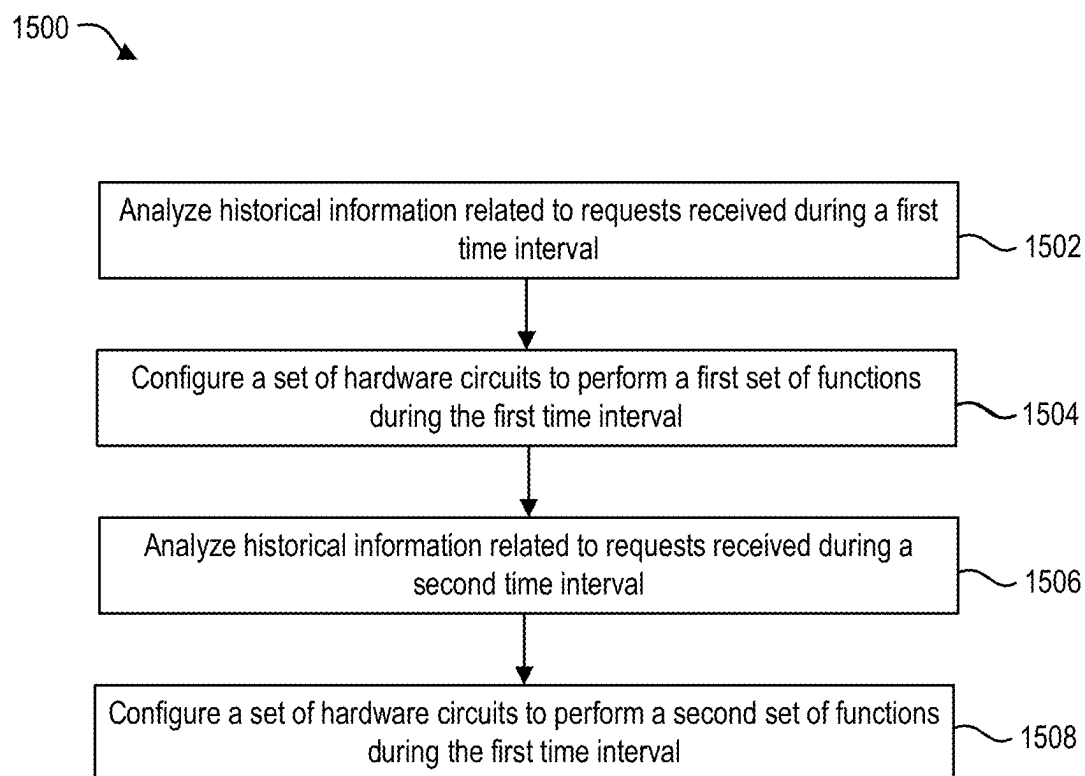 1500
Analyze historical information related to requests received during a first
time interval
1502
Configure a set of hardware circuits to perform a first set of functions
during the first time interval
1504
Analyze historical information related to requests received during a
second time interval
1506
Configure a set of hardware circuits to perform a second set of functions
during the first time interval
1508